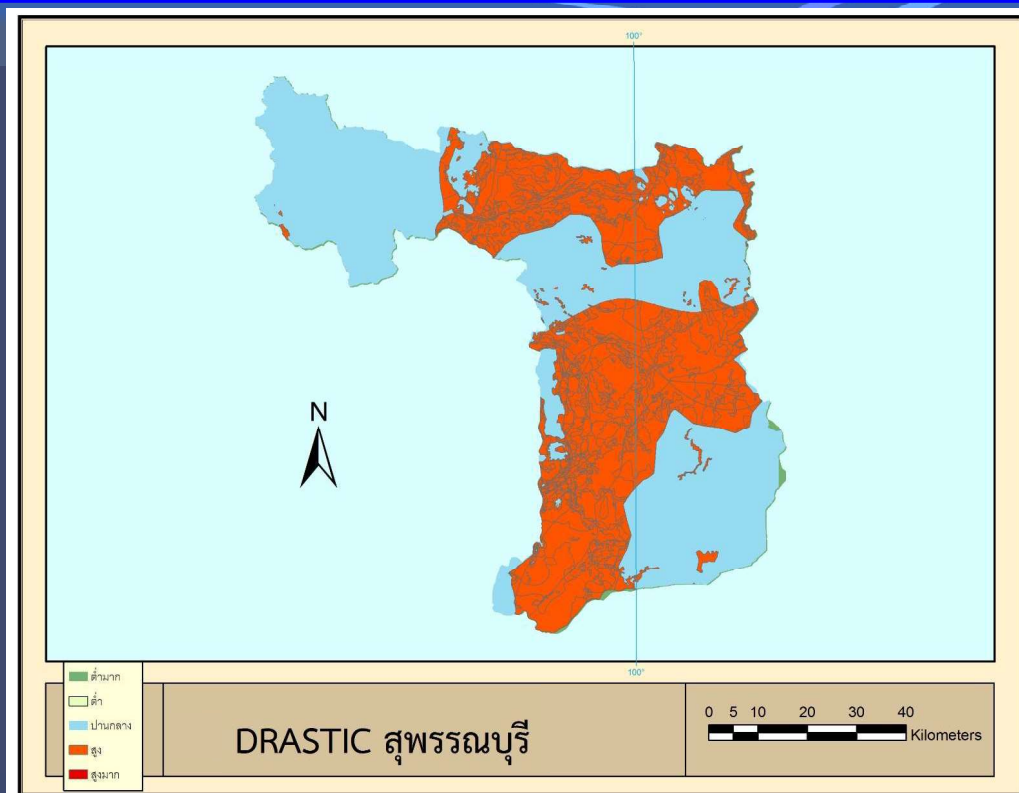 100°
N
100°
ต่ำมาก
ต่ำ
ปานกลาง
สูง
สูงมาก
DRASTIC สุพรรณบุรี
0 5 10 20 30 40
Kilometers